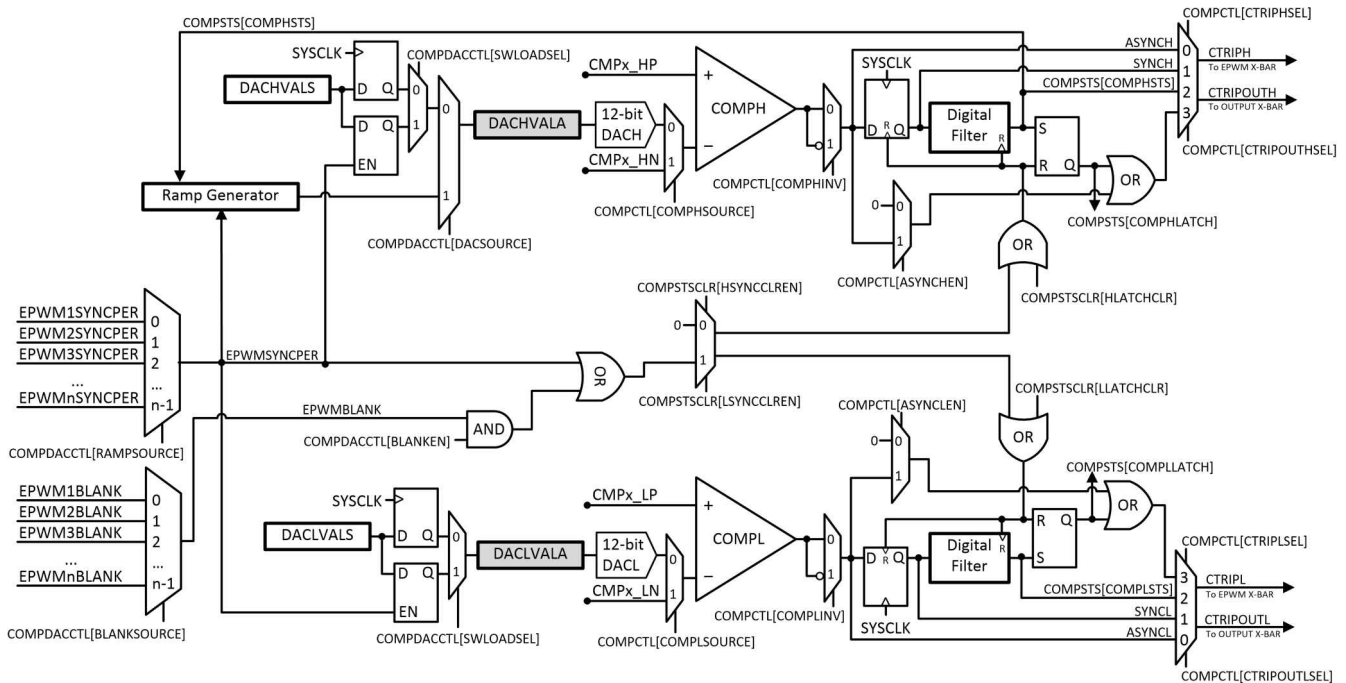 COMPCTL[CTRIPHSEL]
COMPSTS[COMPHSTS]
SYSCLK
COMPDACCTL[SWLOADSEL]
ASYNCH
0
CTRIPH
To EPWM X-BAR
CMPx_HP
SYSCLK
SYNCH
1
DACHVALS
D Q
0
+
COMPSTS[COMPHSTS]
2
CTRIPOUTH
To OUTPUT X-BAR
0
DACHVALA
12-bit
DACH
COMPH
0
D R Q
Digital
Filter
R
S
3
D Q
1
0
1
R Q
EN
CMPx_HN
1
–
COMPCTL[COMPHINV]
OR
COMPCTL[CTRIPOUTHSEL]
Ramp Generator
1
COMPCTL[COMPHSOURCE]
0
0
COMPSTS[COMPHLATCH]
COMPDACCTL[DACSOURCE]
1
OR
COMPCTL[ASYNCHEN]
COMPSTSCLR[HSYNCCLREN]
COMPSTSCLR[HLATCHCLR]
EPWM1SYNCPER
0
0
0
EPWM2SYNCPER
1
EPWM3SYNCPER
2
EPWMSYNCPER
1
...
...
OR
EPWMnSYNCPER
n-1
COMPSTSCLR[LSYNCCLREN]
COMPSTSCLR[LLATCHCLR]
EPWMBLANK
COMPCTL[ASYNCLEN]
AND
OR
COMPDACCTL[BLANKEN]
0
0
COMPDACCTL[RAMPSOURCE]
COMPSTS[COMPLLATCH]
1
EPWM1BLANK
0
SYSCLK
CMPx_LP
OR
EPWM2BLANK
1
+
R Q
EPWM3BLANK
2
DACLVALS
D Q
0
DACLVALA
12-bit
DACL
COMPL
0
D R Q
Digital
Filter
R
S
COMPCTL[CTRIPLSEL]
...
...
D Q
1
0
1
3
CTRIPL
To EPWM X-BAR
EPWMnBLANK
n-1
1
–
COMPSTS[COMPLSTS]
2
EN
CMPx_LN
COMPCTL[COMPLINV]
SYNCL
1
CTRIPOUTL
To OUTPUT X-BAR
COMPDACCTL[BLANKSOURCE]
COMPDACCTL[SWLOADSEL]
COMPCTL[COMPLSOURCE]
SYSCLK
ASYNCL
0
COMPCTL[CTRIPOUTLSEL]